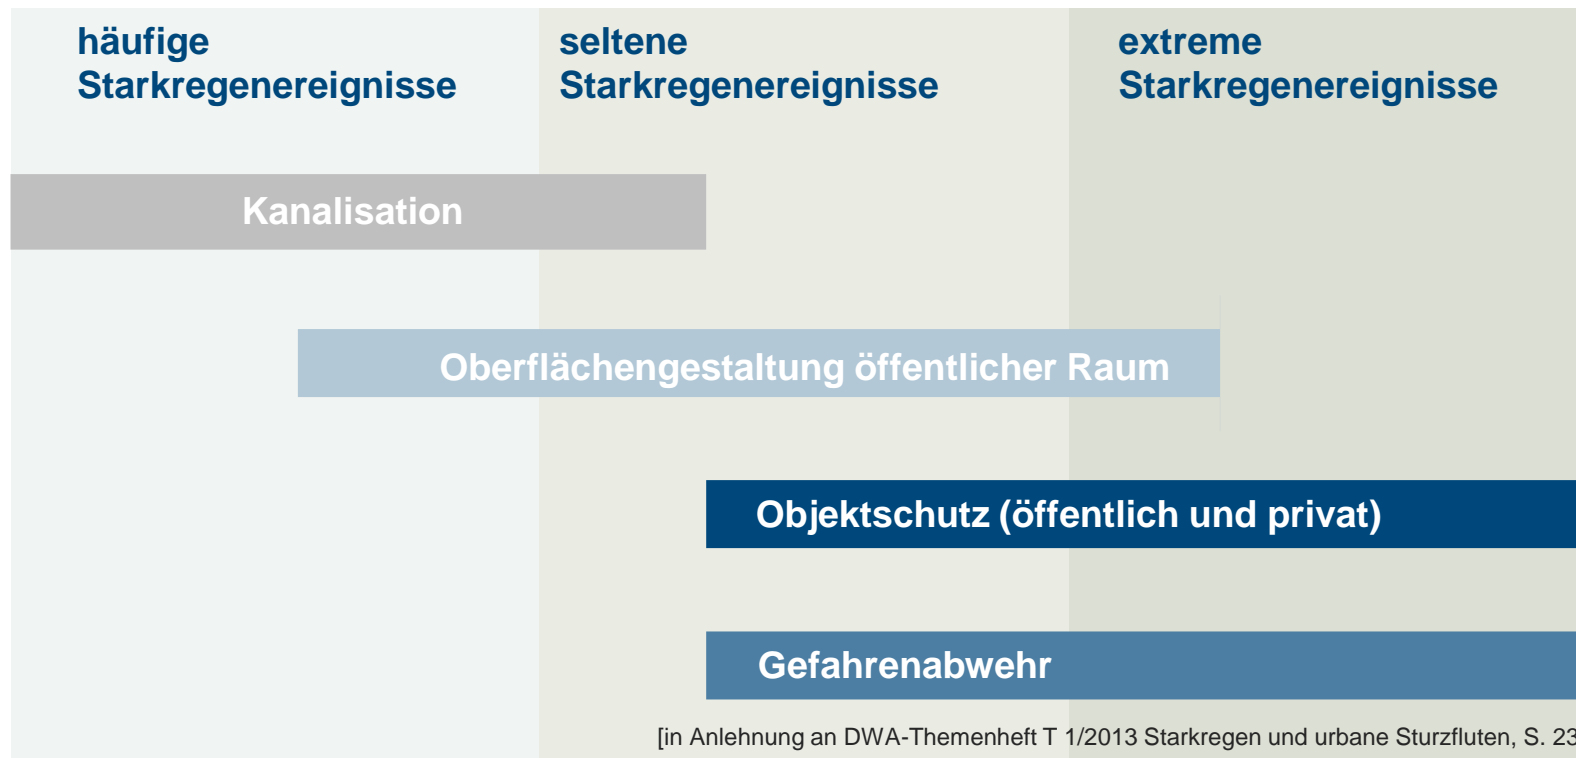 häufige
Starkregenereignisse
seltene
Starkregenereignisse
extreme
Starkregenereignisse
Kanalisation
Oberflächengestaltung öffentlicher Raum
Objektschutz (öffentlich und privat)
Gefahrenabwehr
[in Anlehnung an DWA-Themenheft T 1/2013 Starkregen und urbane Sturzfluten, S. 23